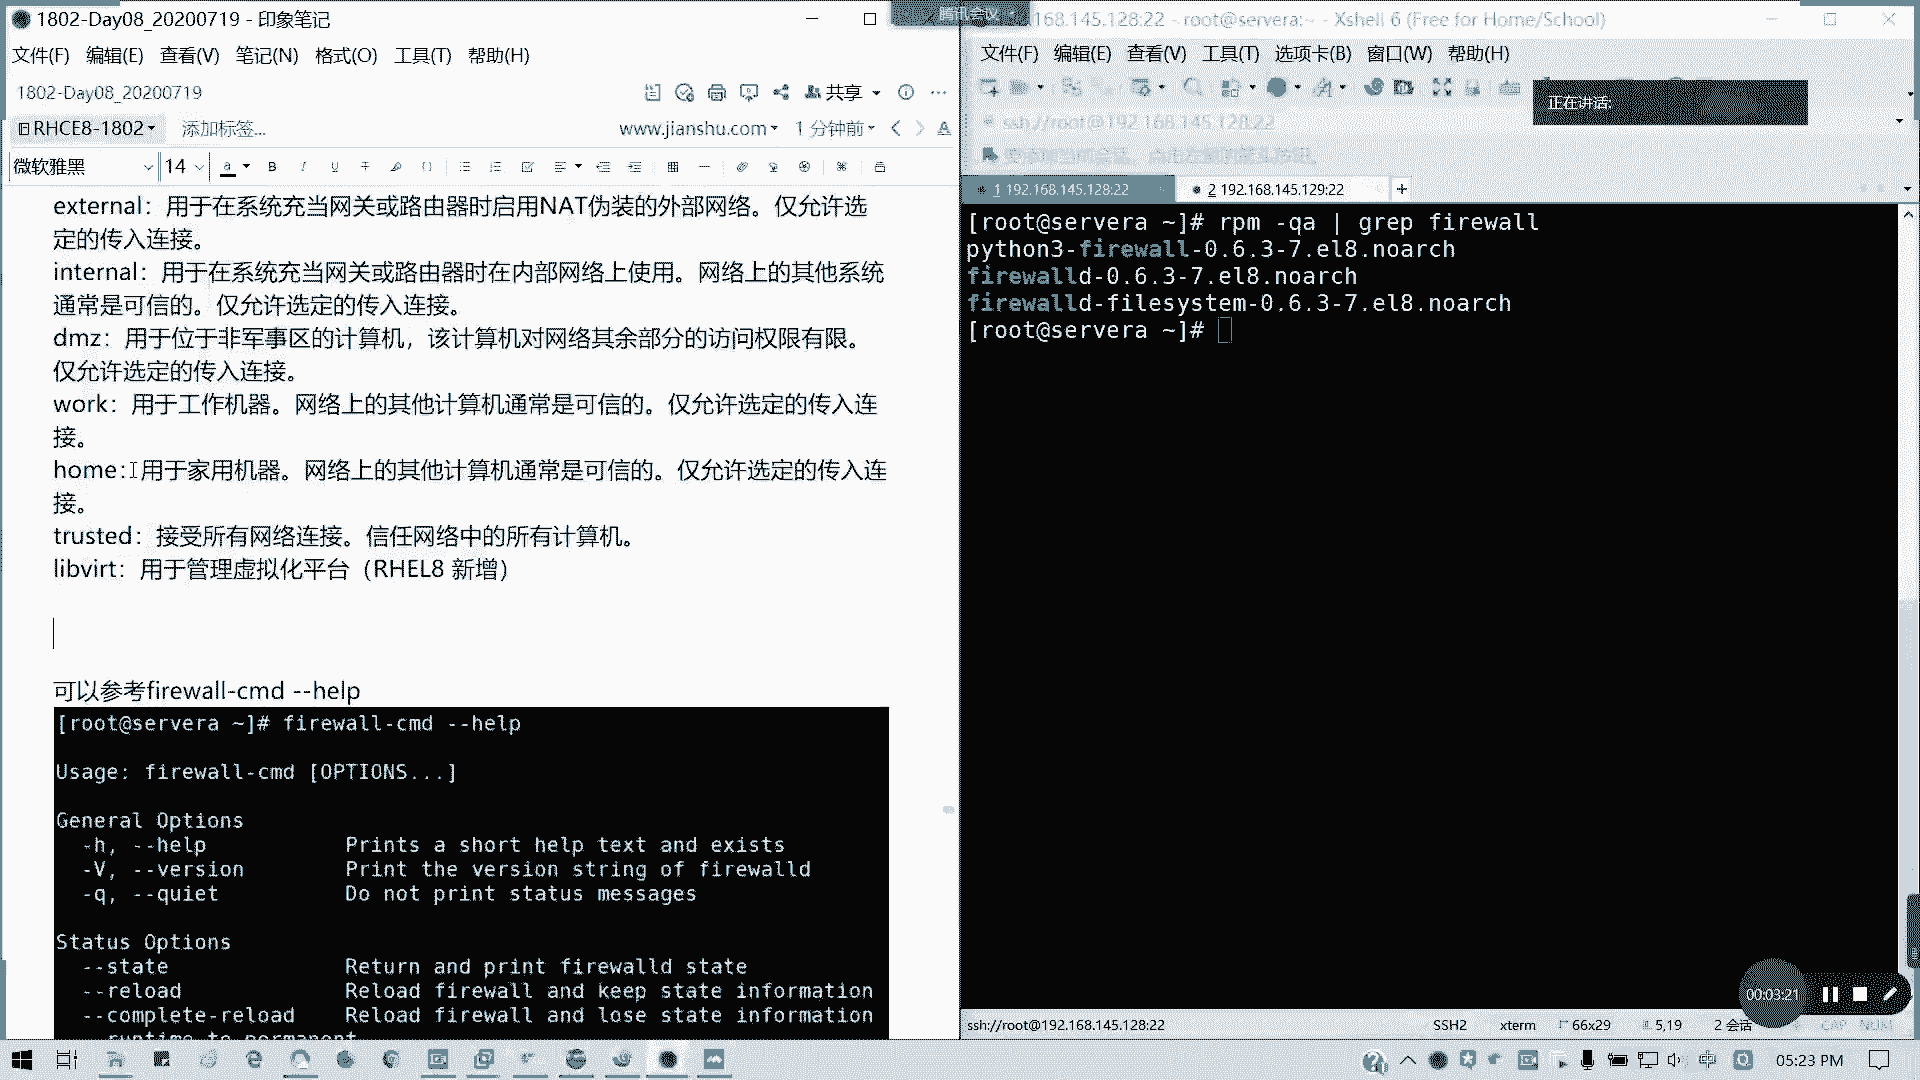 1802-Day08_20200719 - 印象笔记
文件(F) 编辑(E) 查看(V) 笔记(N) 格式(O) 工具(T) 帮助(H)
1802-Day08_20200719
共享
RHCE8-1802
添加标签...
www.jianshu.com
1 分钟前
微软雅黑
14
external：用于在系统充当网关或路由器时启用NAT伪装的外部网络。仅允许选
定的传入连接。
internal：用于在系统充当网关或路由器时在内部网络上使用。网络上的其他系统
通常是可信的。仅允许选定的传入连接。
dmz：用于位于非军事区的计算机，该计算机对网络其余部分的访问权限有限。
仅允许选定的传入连接。
work：用于工作机器。网络上的其他计算机通常是可信的。仅允许选定的传入连
接。
home：用于家用机器。网络上的其他计算机通常是可信的。仅允许选定的传入连
接。
trusted：接受所有网络连接。信任网络中的所有计算机。
libvirt：用于管理虚拟化平台（RHEL8 新增）
可以参考firewall-cmd --help
[root@servera ~]# firewall-cmd --help
Usage: firewall-cmd [OPTIONS...]
General Options
-h, --help Prints a short help text and exists
-V, --version Print the version string of firewalld
-q, --quiet Do not print status messages
Status Options
--state Return and print firewalld state
--reload Reload firewall and keep state information
--complete-reload Reload firewall and lose state information
--runtime-to-permanent
腾讯会议
168.145.128:22 - root@servera:~ - Xshell 6 (Free for Home/School)
文件(F) 编辑(E) 查看(V) 工具(T) 选项卡(B) 窗口(W) 帮助(H)
正在讲话:
ssh://root@192.168.145.128:22
1 192.168.145.128:22
2 192.168.145.129:22
[root@servera ~]# rpm -qa | grep firewall
python3-firewall-0.6.3-7.el8.noarch
firewalld-0.6.3-7.el8.noarch
firewalld-filesystem-0.6.3-7.el8.noarch
[root@servera ~]#
00:03:21
ssh://root@192.168.145.128:22
SSH2
xterm
66x29
5,19
2 会话
CAP NUM
中
05:23 PM